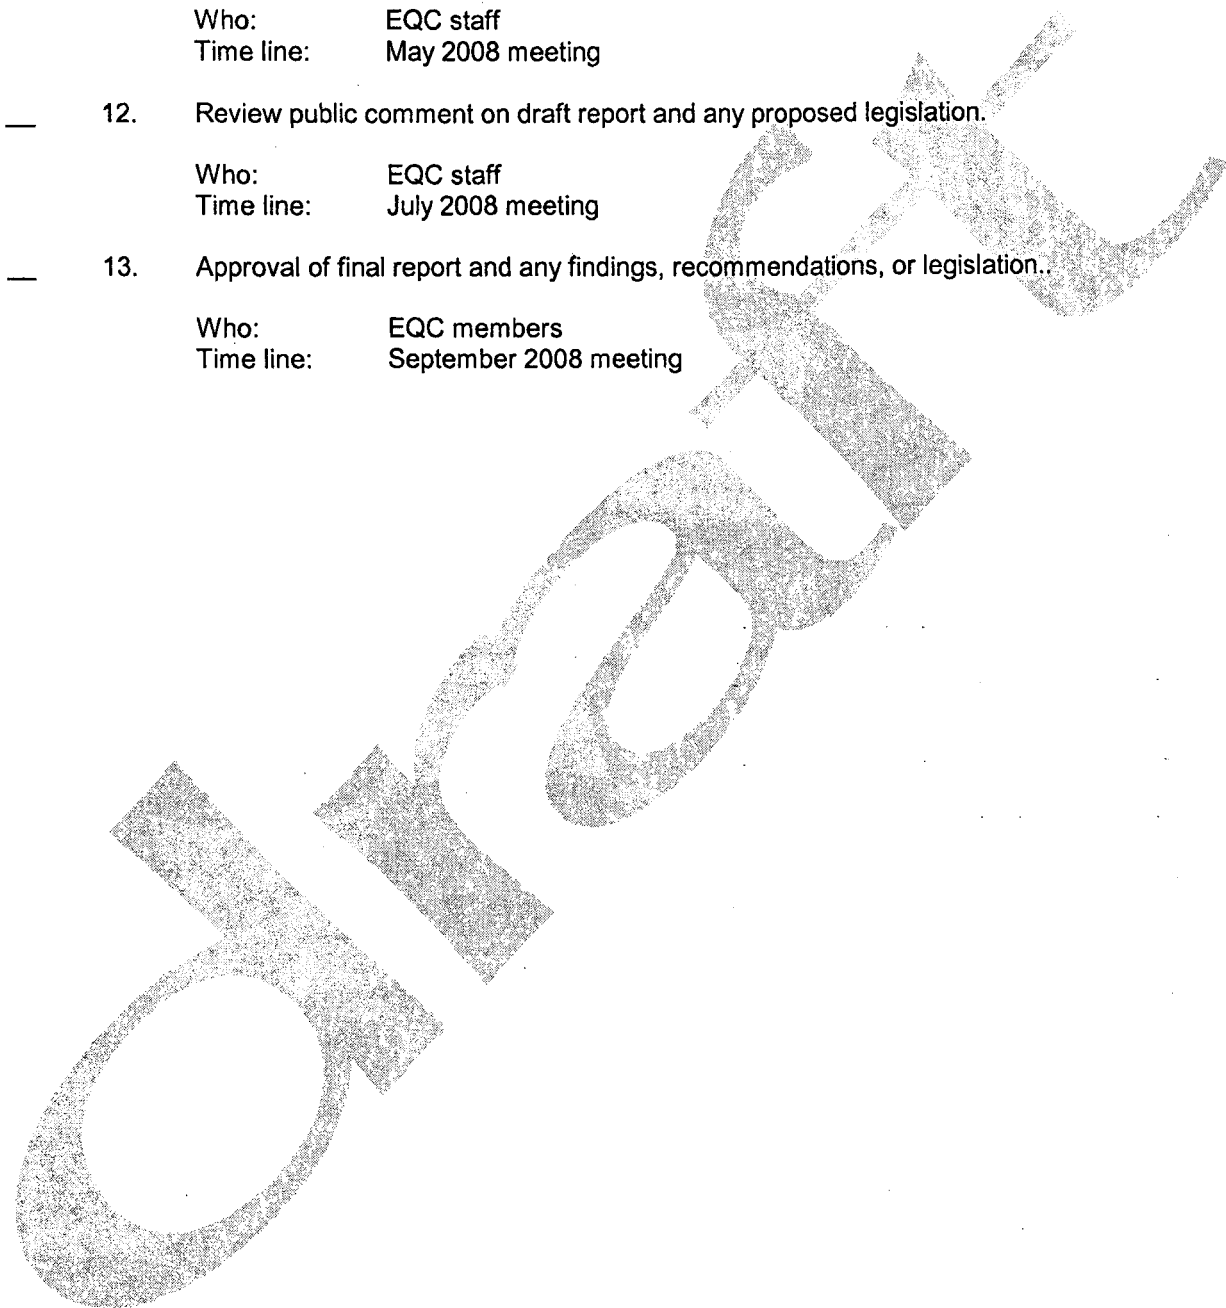 Who: EQC staff
Time line: May 2008 meeting
__ 12. Review public comment on draft report and any proposed legislation.
Who: EQC staff
Time line: July 2008 meeting
__ 13. Approval of final report and any findings, recommendations, or legislation..
Who: EQC members
Time line: September 2008 meeting
draft